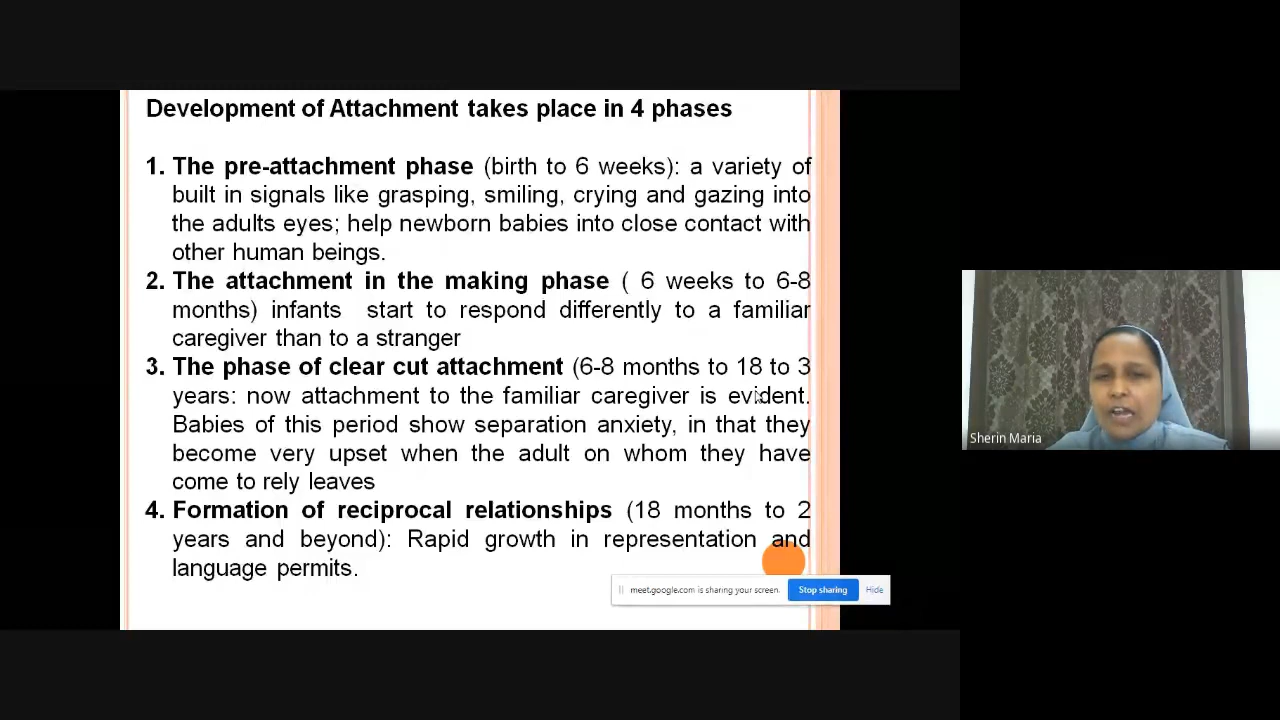 Development of Attachment takes place in 4 phases
1. The pre-attachment phase (birth to 6 weeks): a variety of
built in signals like grasping, smiling, crying and gazing into
the adults eyes; help newborn babies into close contact with
other human beings.
2. The attachment in the making phase ( 6 weeks to 6-8
months) infants start to respond differently to a familiar
caregiver than to a stranger
3. The phase of clear cut attachment (6-8 months to 18 to 3
years: now attachment to the familiar caregiver is evident.
Babies of this period show separation anxiety, in that they
become very upset when the adult on whom they have
come to rely leaves
4. Formation of reciprocal relationships (18 months to 2
years and beyond): Rapid growth in representation and
language permits.
meet.google.com is sharing your screen.
Stop sharing
Hide
Sherin Maria